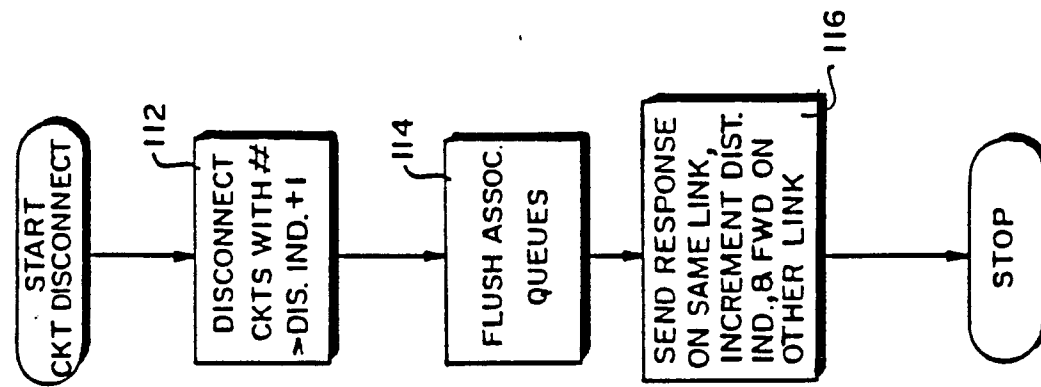 START
CKT DISCONNECT
112
DISCONNECT
CKTS WITH #
>DIS. IND.+1
114
FLUSH ASSOC.
QUEUES
SEND RESPONSE
ON SAME LINK,
INCREMENT DIST.
IND.,& FWD ON
OTHER LINK
116
STOP